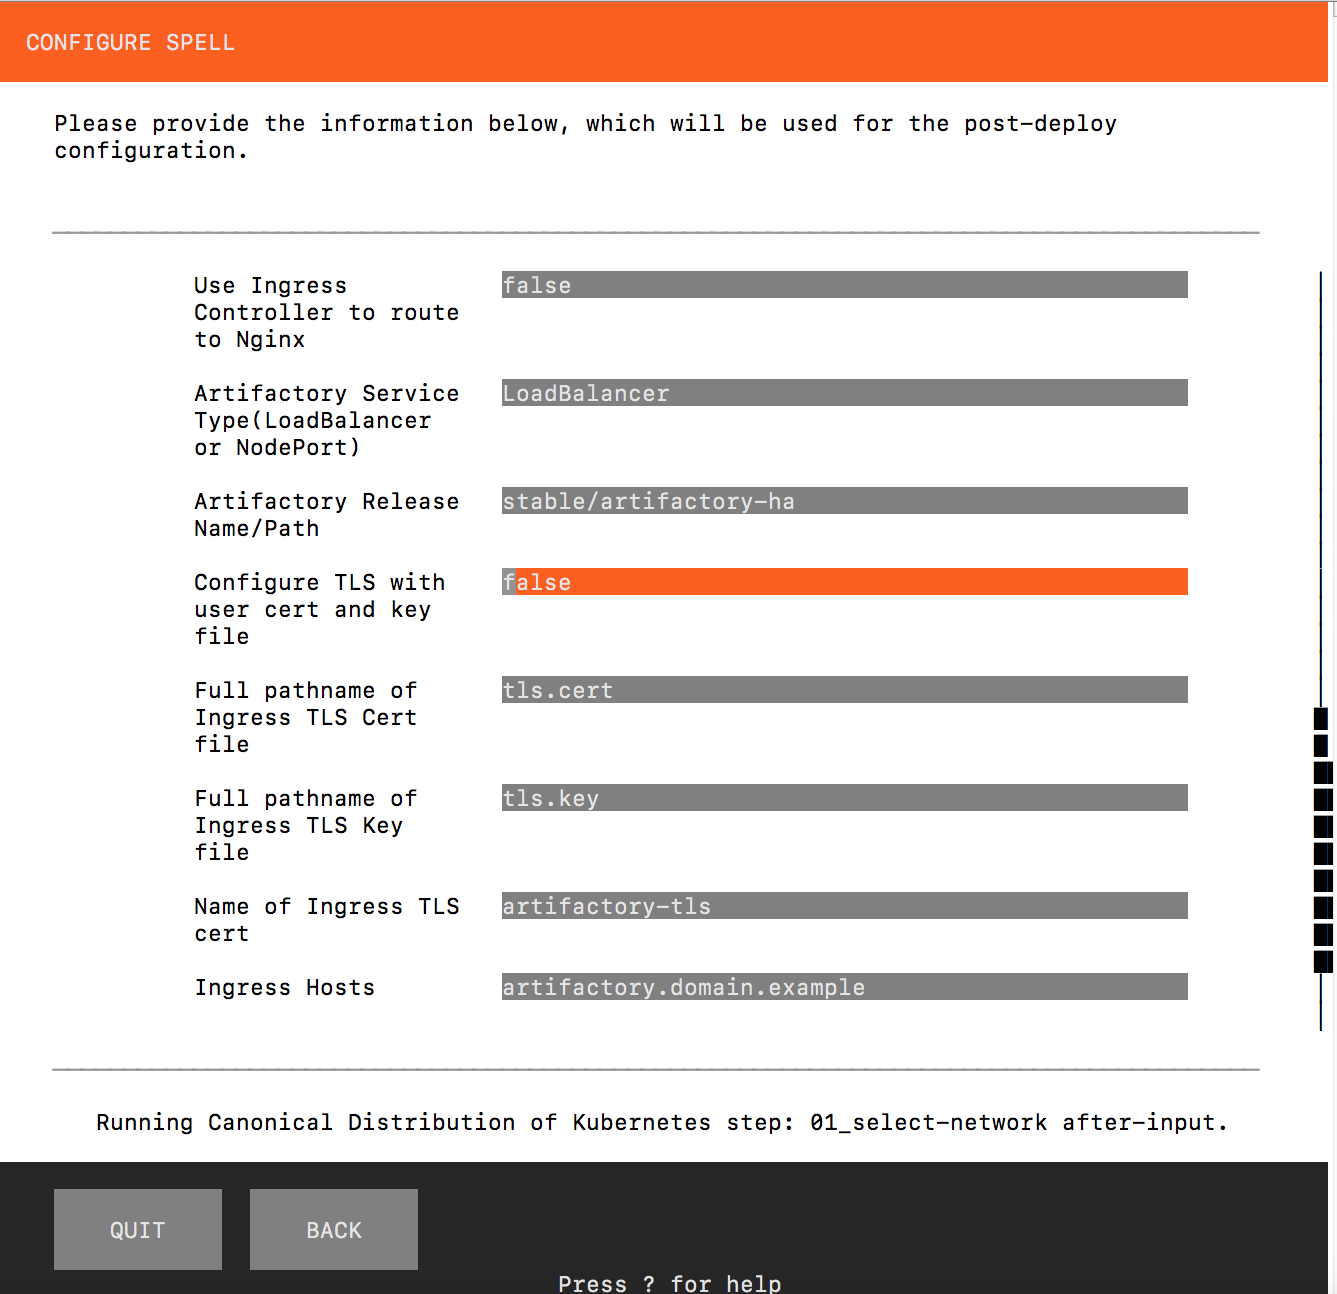 CONFIGURE SPELL
Please provide the information below, which will be used for the post-deploy
configuration.
Use Ingress
Controller to route
to Nginx
false
Artifactory Service
Type(LoadBalancer
or NodePort)
LoadBalancer
Artifactory Release
Name/Path
stable/artifactory-ha
Configure TLS with
user cert and key
file
false
Full pathname of
Ingress TLS Cert
file
tls.cert
Full pathname of
Ingress TLS Key
file
tls.key
Name of Ingress TLS
cert
artifactory-tls
Ingress Hosts
artifactory.domain.example
Running Canonical Distribution of Kubernetes step: 01_select-network after-input.
QUIT
BACK
Press ? for help